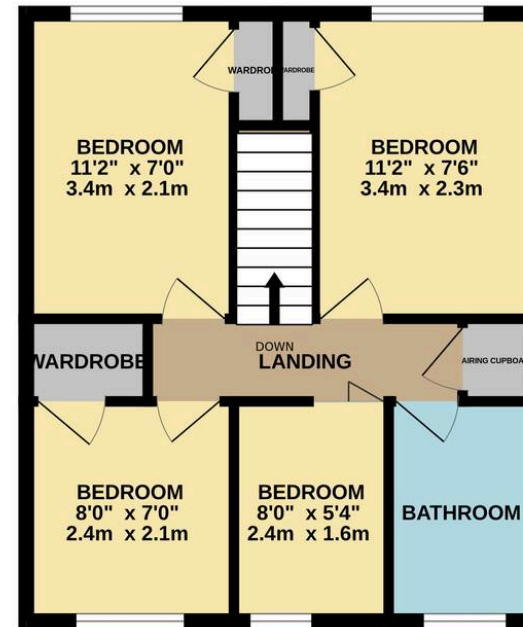 WARDROBE
WARDROBE
BEDROOM
11'2" x 7'0"
3.4m x 2.1m
BEDROOM
11'2" x 7'6"
3.4m x 2.3m
DOWN
WARDROBE
LANDING
AIRING CUPBOA
BEDROOM
8'0" x 7'0"
2.4m x 2.1m
BEDROOM
8'0" x 5'4"
2.4m x 1.6m
BATHROOM